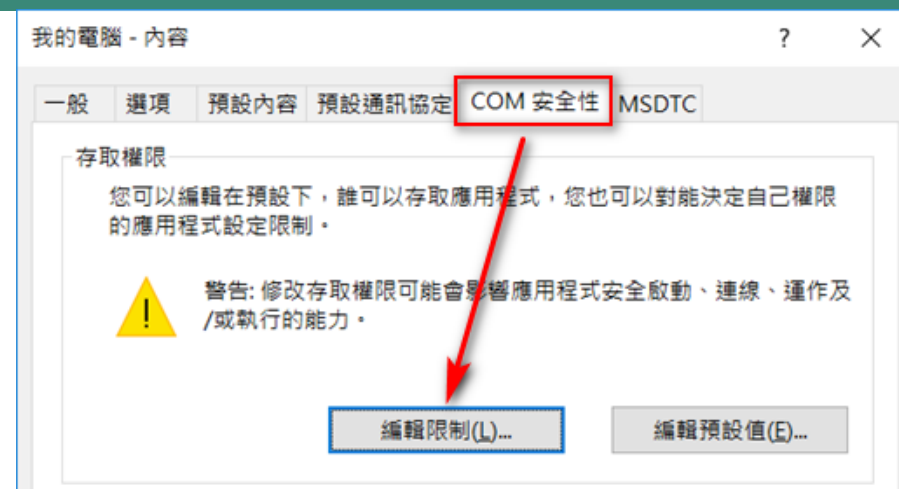 我的電腦 - 內容
? ×
一般 選項 預設內容 預設通訊協定 COM 安全性 MSDTC
存取權限
您可以編輯在預設下，誰可以存取應用程式，您也可以對能決定自己權限
的應用程式設定限制。
警告: 修改存取權限可能會影響應用程式安全啟動、連線、運作及
/或執行的能力。
!
編輯限制(L)... 編輯預設值(E)...